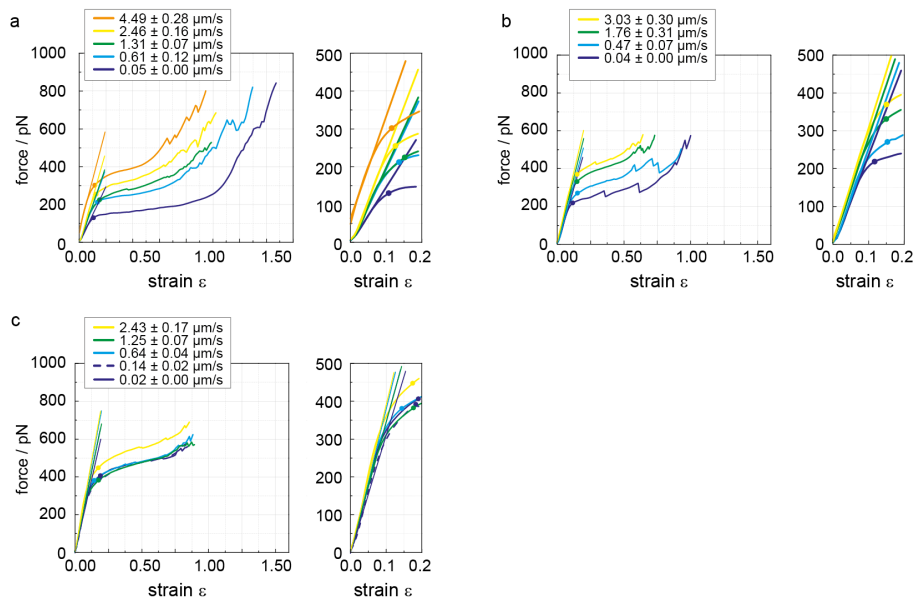 a
4.49 ± 0.28 µm/s
2.46 ± 0.16 µm/s
1.31 ± 0.07 µm/s
0.61 ± 0.12 µm/s
0.05 ± 0.00 µm/s
force / pN
1000
800
600
400
200
0
0.00
0.50
1.00
1.50
strain ε
500
400
300
200
100
0
0.0
0.1
0.2
strain ε
b
3.03 ± 0.30 µm/s
1.76 ± 0.31 µm/s
0.47 ± 0.07 µm/s
0.04 ± 0.00 µm/s
force / pN
1000
800
600
400
200
0
0.00
0.50
1.00
1.50
strain ε
500
400
300
200
100
0
0.0
0.1
0.2
strain ε
c
2.43 ± 0.17 µm/s
1.25 ± 0.07 µm/s
0.64 ± 0.04 µm/s
0.14 ± 0.02 µm/s
0.02 ± 0.00 µm/s
force / pN
1000
800
600
400
200
0
0.00
0.50
1.00
1.50
strain ε
500
400
300
200
100
0
0.0
0.1
0.2
strain ε